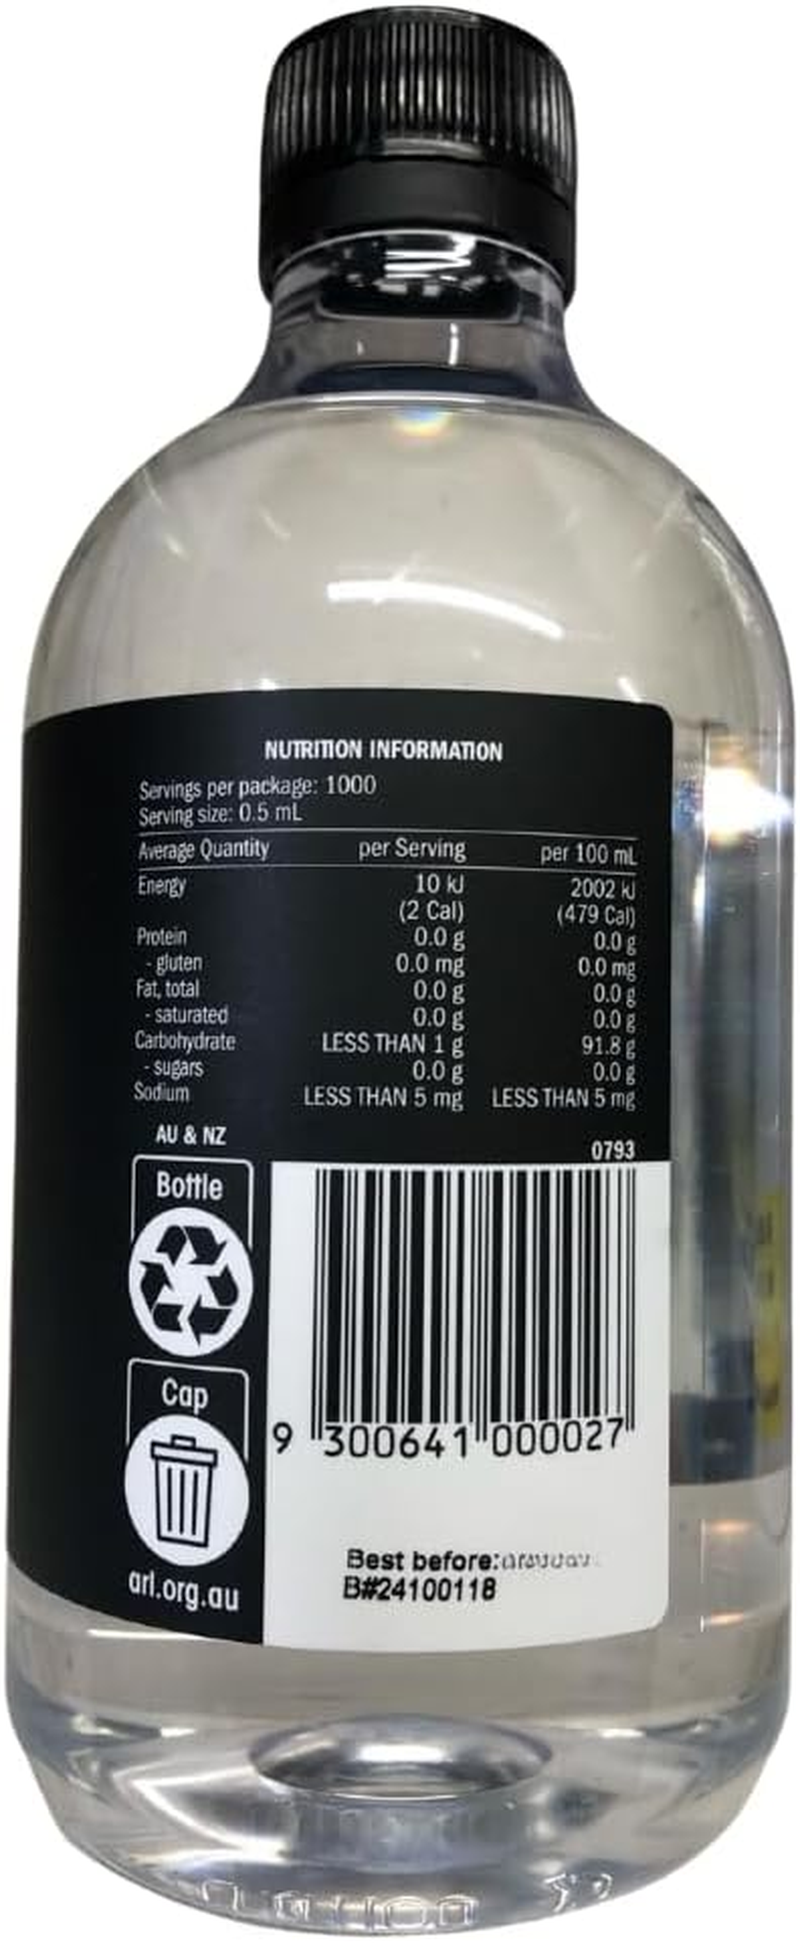 NUTRITION INFORMATION
Servings per package: 1000
Serving size: 0.5 mL
Average Quantity per Serving per 100 mL
Energy 10 kJ 2002 kJ
(2 Cal) (479 Cal)
Protein 0.0 g 0.0 g
- gluten 0.0 mg 0.0 mg
Fat, total 0.0 g 0.0 g
- saturated 0.0 g 0.0 g
Carbohydrate LESS THAN 1 g 91.8 g
- sugars 0.0 g 0.0 g
Sodium LESS THAN 5 mg LESS THAN 5 mg
AU & NZ
0793
Bottle
Cap
arl.org.au
9 300641 000027
Best before:
B#24100118